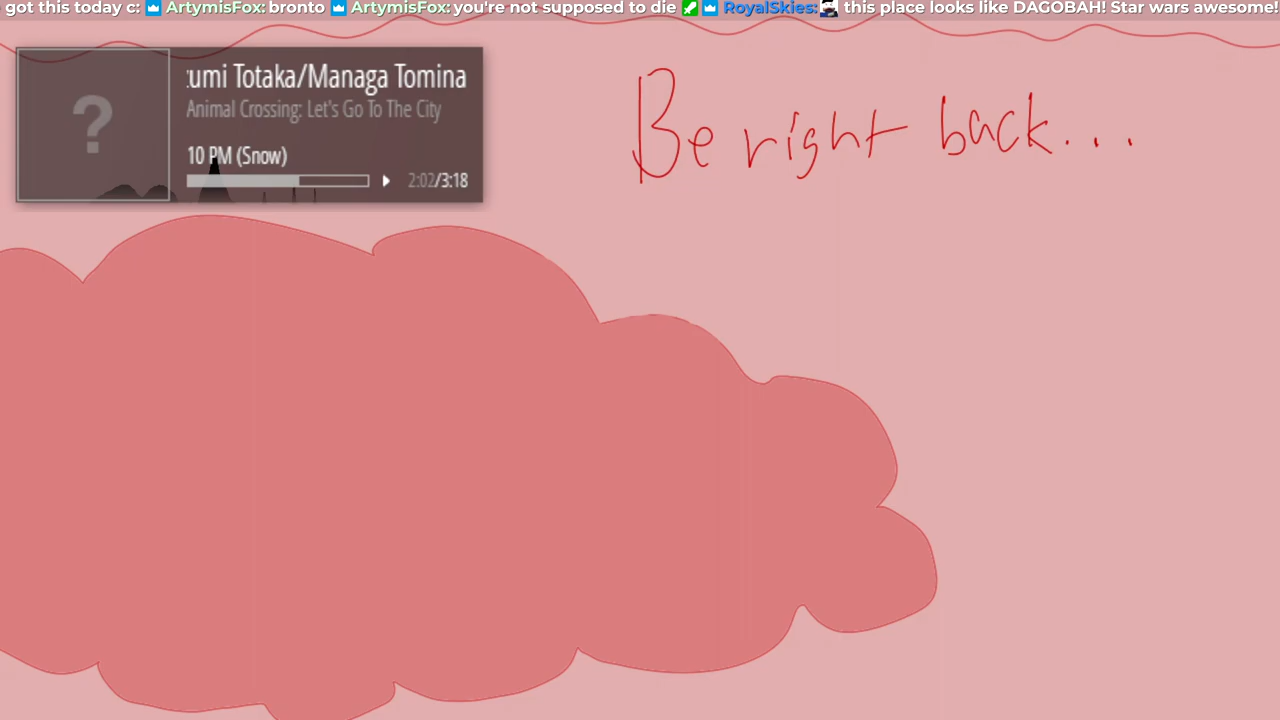 got this today c: ArtymisFox: bronto ArtymisFox: you're not supposed to die RoyalSkies: this place looks like DAGOBAH! Star wars awesome!
umi Totaka/Managa Tomina
Animal Crossing: Let's Go To The City
10 PM (Snow)
2:02/3:18
Be right back...
?